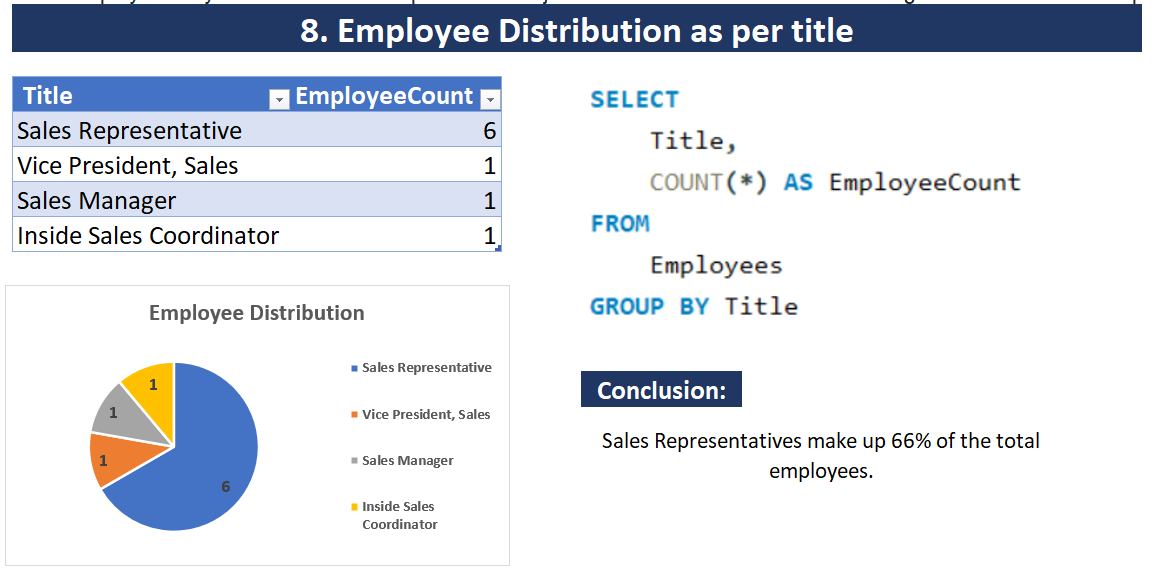 8. Employee Distribution as per title
Title EmployeeCount
Sales Representative 6
Vice President, Sales 1
Sales Manager 1
Inside Sales Coordinator 1
SELECT
Title,
COUNT(*) AS EmployeeCount
FROM
Employees
GROUP BY Title
Employee Distribution
1
1
1
6
Sales Representative
Vice President, Sales
Sales Manager
Inside Sales
Coordinator
Conclusion:
Sales Representatives make up 66% of the total
employees.